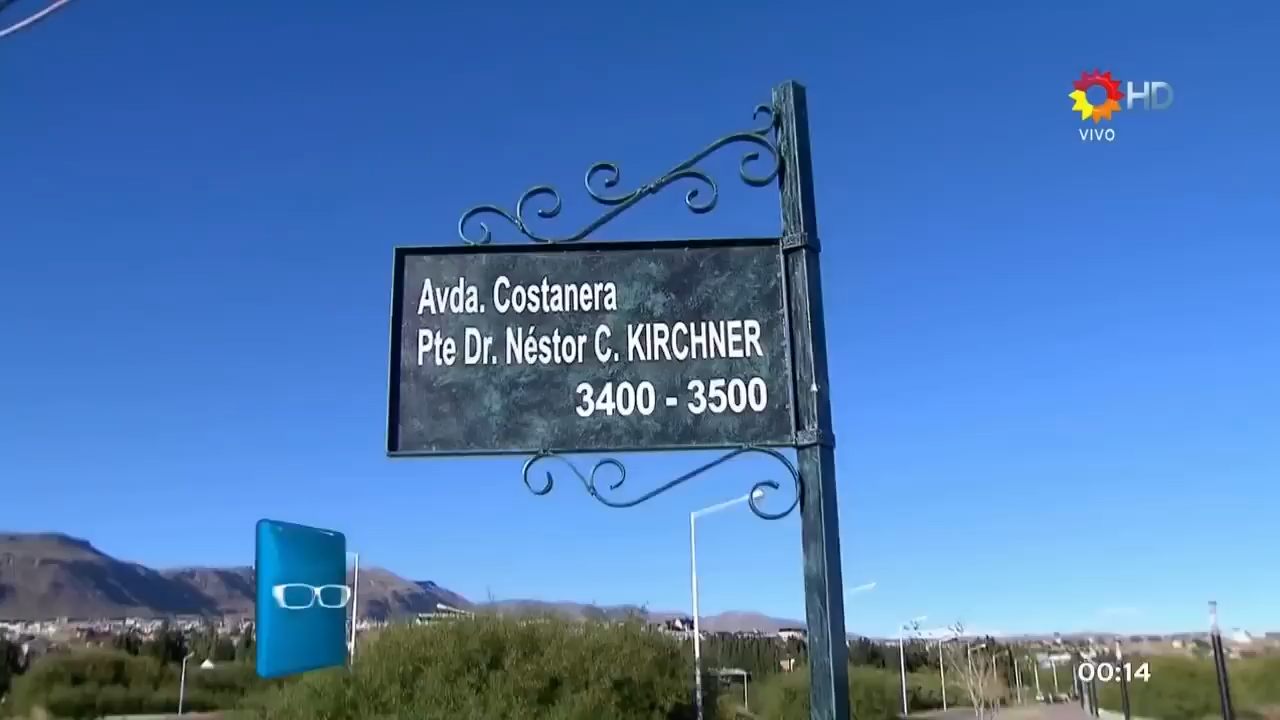 HD
VIVO
Avda. Costanera
Pte Dr. Néstor C. KIRCHNER
3400 - 3500
00:14